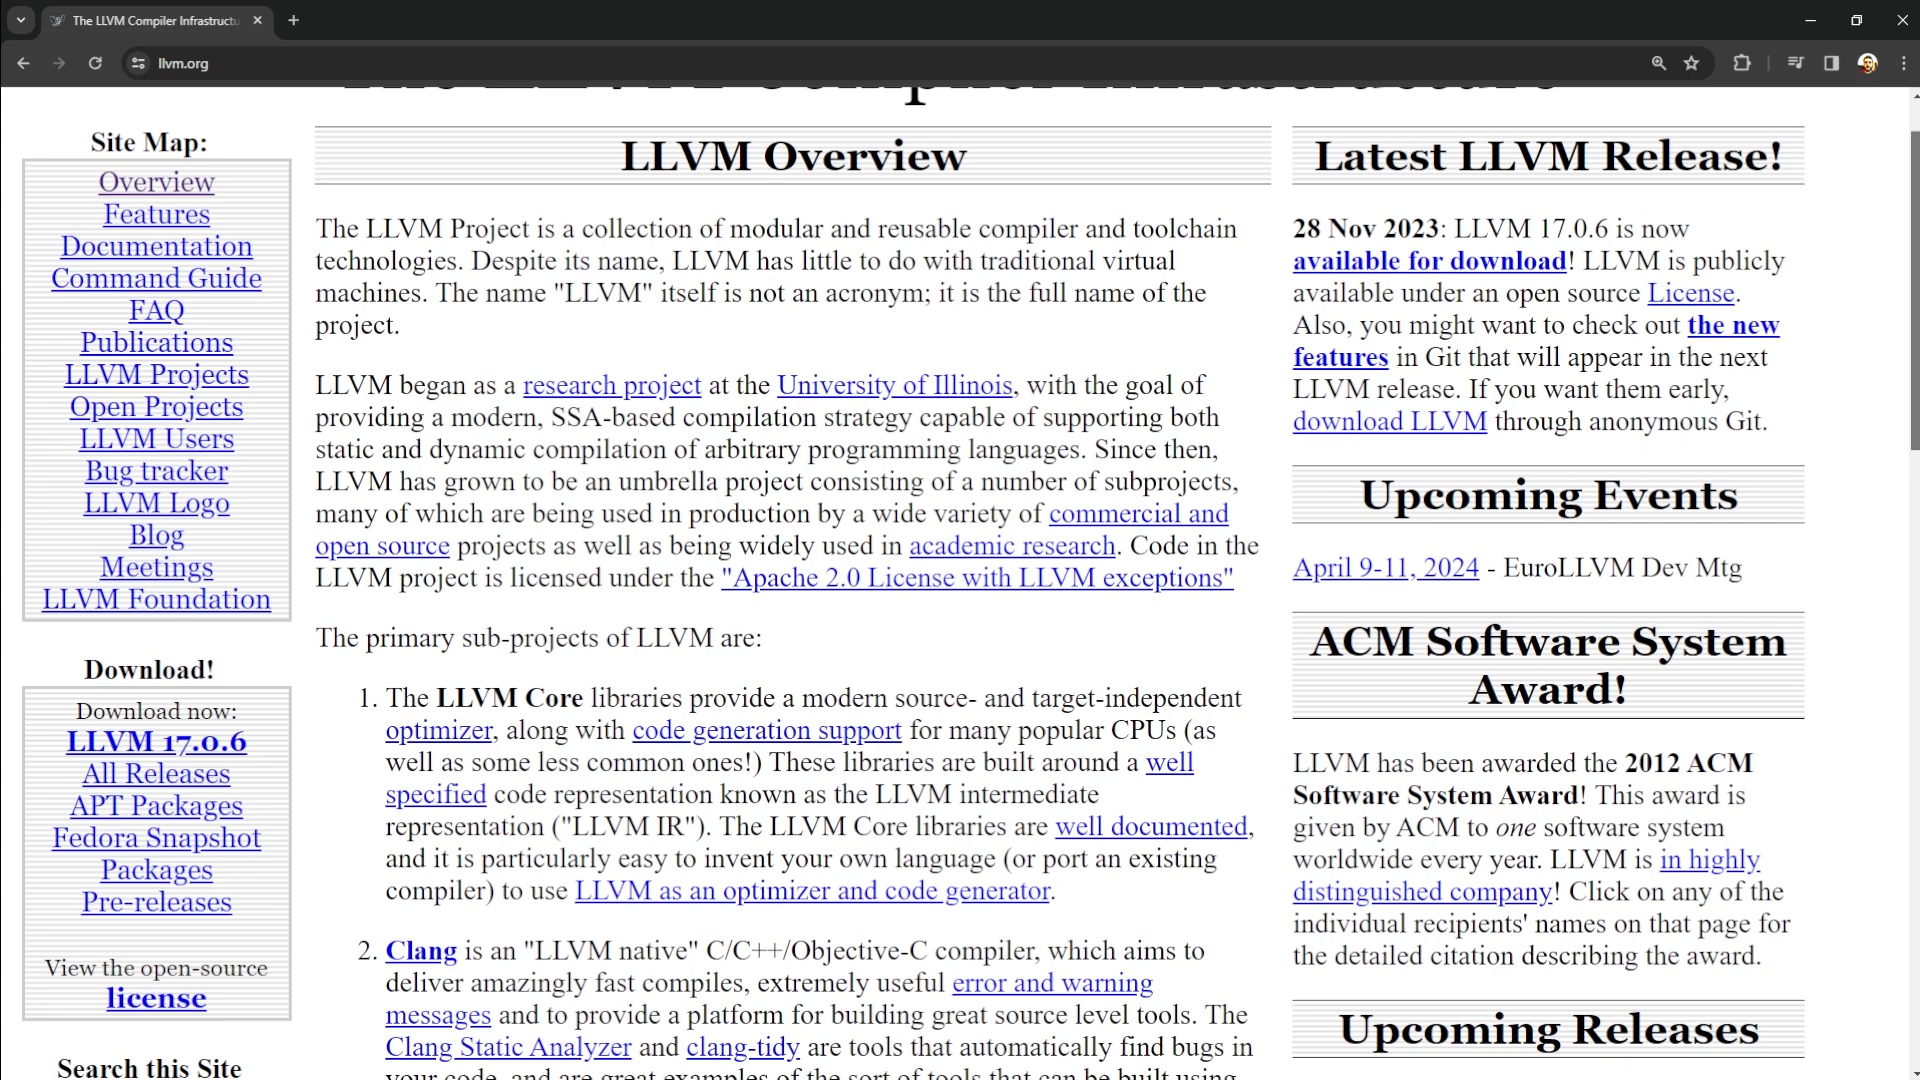 The LLVM Compiler Infrastructu
llvm.org
The LLVM Compiler Infrastructure
Site Map:
Overview
Features
Documentation
Command Guide
FAQ
Publications
LLVM Projects
Open Projects
LLVM Users
Bug tracker
LLVM Logo
Blog
Meetings
LLVM Foundation
Download!
Download now:
LLVM 17.0.6
All Releases
APT Packages
Fedora Snapshot
Packages
Pre-releases
View the open-source
license
Search this Site
LLVM Overview
The LLVM Project is a collection of modular and reusable compiler and toolchain
technologies. Despite its name, LLVM has little to do with traditional virtual
machines. The name "LLVM" itself is not an acronym; it is the full name of the
project.
LLVM began as a research project at the University of Illinois, with the goal of
providing a modern, SSA-based compilation strategy capable of supporting both
static and dynamic compilation of arbitrary programming languages. Since then,
LLVM has grown to be an umbrella project consisting of a number of subprojects,
many of which are being used in production by a wide variety of commercial and
open source projects as well as being widely used in academic research. Code in the
LLVM project is licensed under the "Apache 2.0 License with LLVM exceptions"
The primary sub-projects of LLVM are:
1. The LLVM Core libraries provide a modern source- and target-independent
optimizer, along with code generation support for many popular CPUs (as
well as some less common ones!) These libraries are built around a well
specified code representation known as the LLVM intermediate
representation ("LLVM IR"). The LLVM Core libraries are well documented,
and it is particularly easy to invent your own language (or port an existing
compiler) to use LLVM as an optimizer and code generator.
2. Clang is an "LLVM native" C/C++/Objective-C compiler, which aims to
deliver amazingly fast compiles, extremely useful error and warning
messages and to provide a platform for building great source level tools. The
Clang Static Analyzer and clang-tidy are tools that automatically find bugs in
your code, and are great examples of the sort of tools that can be built using
Latest LLVM Release!
28 Nov 2023: LLVM 17.0.6 is now
available for download! LLVM is publicly
available under an open source License.
Also, you might want to check out the new
features in Git that will appear in the next
LLVM release. If you want them early,
download LLVM through anonymous Git.
Upcoming Events
April 9-11, 2024 - EuroLLVM Dev Mtg
ACM Software System
Award!
LLVM has been awarded the 2012 ACM
Software System Award! This award is
given by ACM to one software system
worldwide every year. LLVM is in highly
distinguished company! Click on any of the
individual recipients' names on that page for
the detailed citation describing the award.
Upcoming Releases